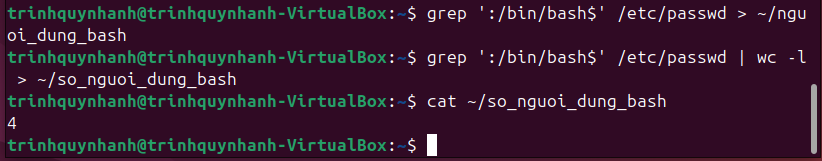 trinhquynhanh@trinhquynhanh-VirtualBox:~$ grep ':/bin/bash$' /etc/passwd > ~/ngu
oi_dung_bash
trinhquynhanh@trinhquynhanh-VirtualBox:~$ grep ':/bin/bash$' /etc/passwd | wc -l
 > ~/so_nguoi_dung_bash
trinhquynhanh@trinhquynhanh-VirtualBox:~$ cat ~/so_nguoi_dung_bash
4
trinhquynhanh@trinhquynhanh-VirtualBox:~$